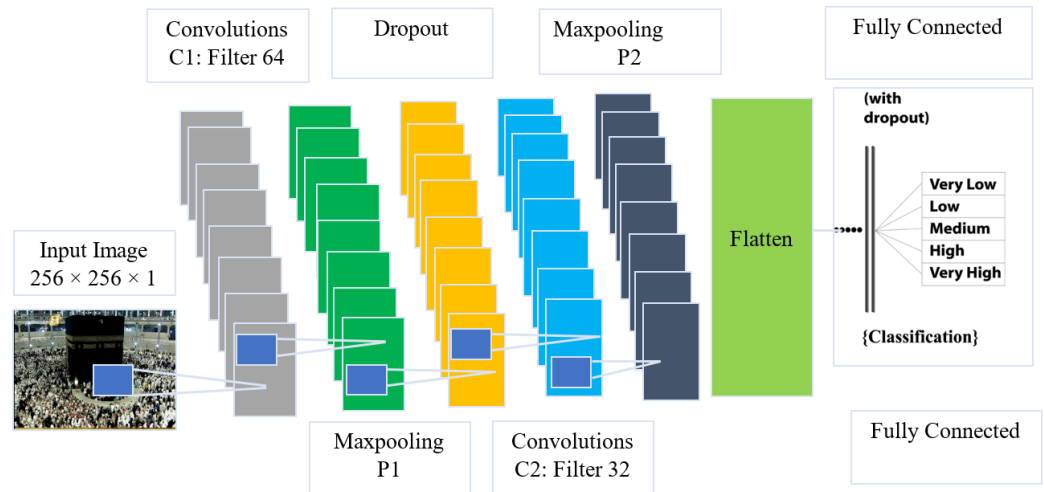 Convolutions
C1: Filter 64
Dropout
Maxpooling
P2
Fully Connected
(with
dropout)
Very Low
Low
Medium
High
Very High
{Classification}
Flatten
Input Image
256 × 256 × 1
Maxpooling
P1
Convolutions
C2: Filter 32
Fully Connected